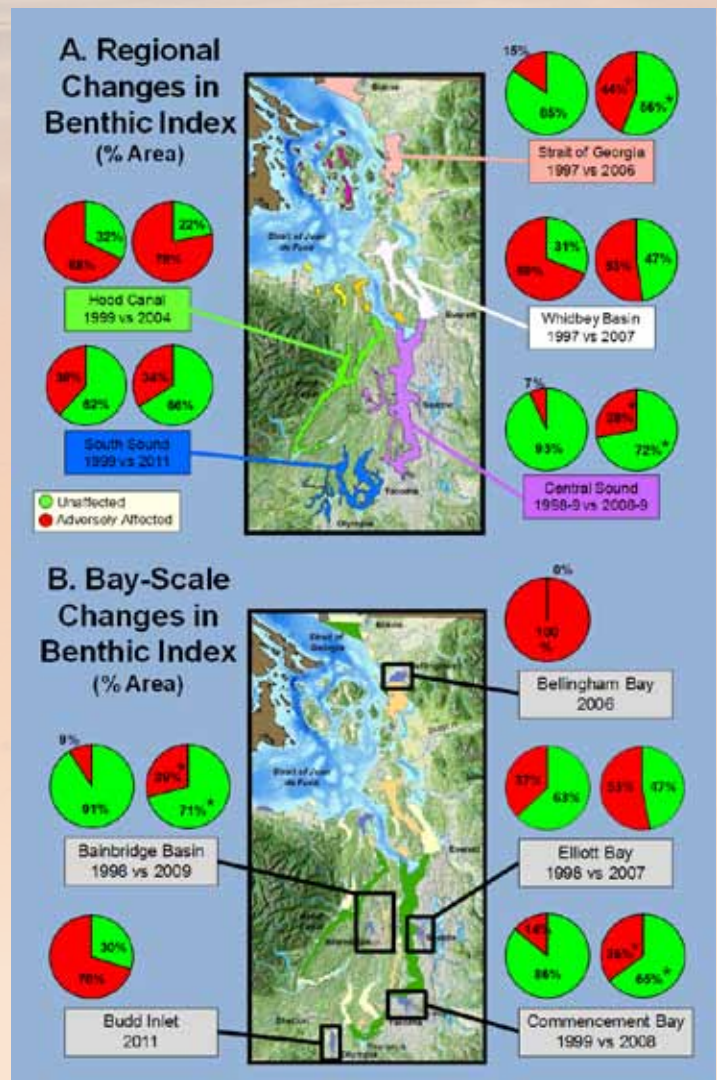 A. Regional
Changes in
Benthic Index
(% Area)
15%
85%
44%*
56%*
Strait of Georgia
1997 vs 2006
32%
68%
22%
78%
Hood Canal
1999 vs 2004
31%
69%
53%
47%
Whidbey Basin
1997 vs 2007
38%
62%
34%
66%
South Sound
1999 vs 2011
7%
93%
28%*
72%*
Central Sound
1998-9 vs 2008-9
Unaffected
Adversely Affected
Blaine
Strait of Juan
de Fuca
Everett
Seattle
Tacoma
Olympia
B. Bay-Scale
Changes in
Benthic Index
(% Area)
0%
100
%
Bellingham Bay
2006
9%
91%
29%*
71%*
Bainbridge Basin
1998 vs 2009
37%
63%
53%
47%
Elliott Bay
1998 vs 2007
30%
70%
Budd Inlet
2011
14%
86%
35%*
65%*
Commencement Bay
1999 vs 2008
Blaine
Strait of
Georgia
Strait of Juan
de Fuca
Everett
Seattle
Tacoma
Olympia